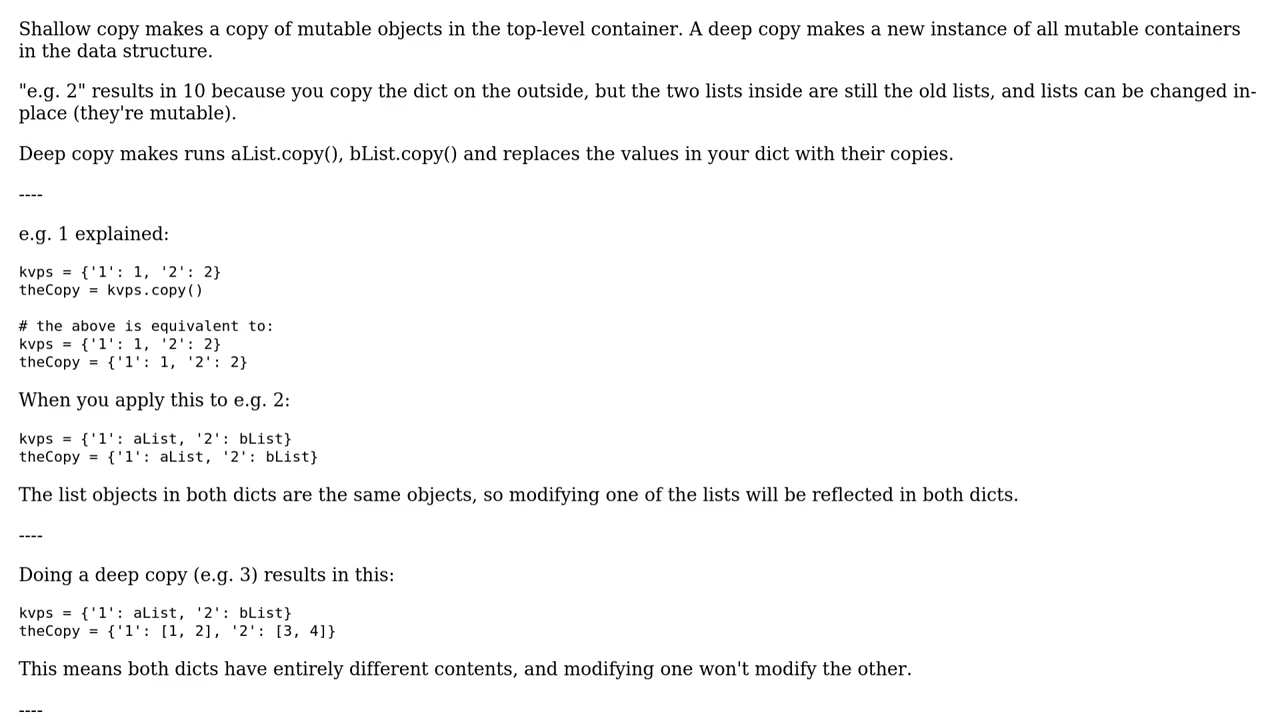 Shallow copy makes a copy of mutable objects in the top-level container. A deep copy makes a new instance of all mutable containers
in the data structure.
"e.g. 2" results in 10 because you copy the dict on the outside, but the two lists inside are still the old lists, and lists can be changed in-
place (they're mutable).
Deep copy makes runs aList.copy(), bList.copy() and replaces the values in your dict with their copies.
----
e.g. 1 explained:
kvps = {'1': 1, '2': 2}
theCopy = kvps.copy()
# the above is equivalent to:
kvps = {'1': 1, '2': 2}
theCopy = {'1': 1, '2': 2}
When you apply this to e.g. 2:
kvps = {'1': aList, '2': bList}
theCopy = {'1': aList, '2': bList}
The list objects in both dicts are the same objects, so modifying one of the lists will be reflected in both dicts.
----
Doing a deep copy (e.g. 3) results in this:
kvps = {'1': aList, '2': bList}
theCopy = {'1': [1, 2], '2': [3, 4]}
This means both dicts have entirely different contents, and modifying one won't modify the other.
----